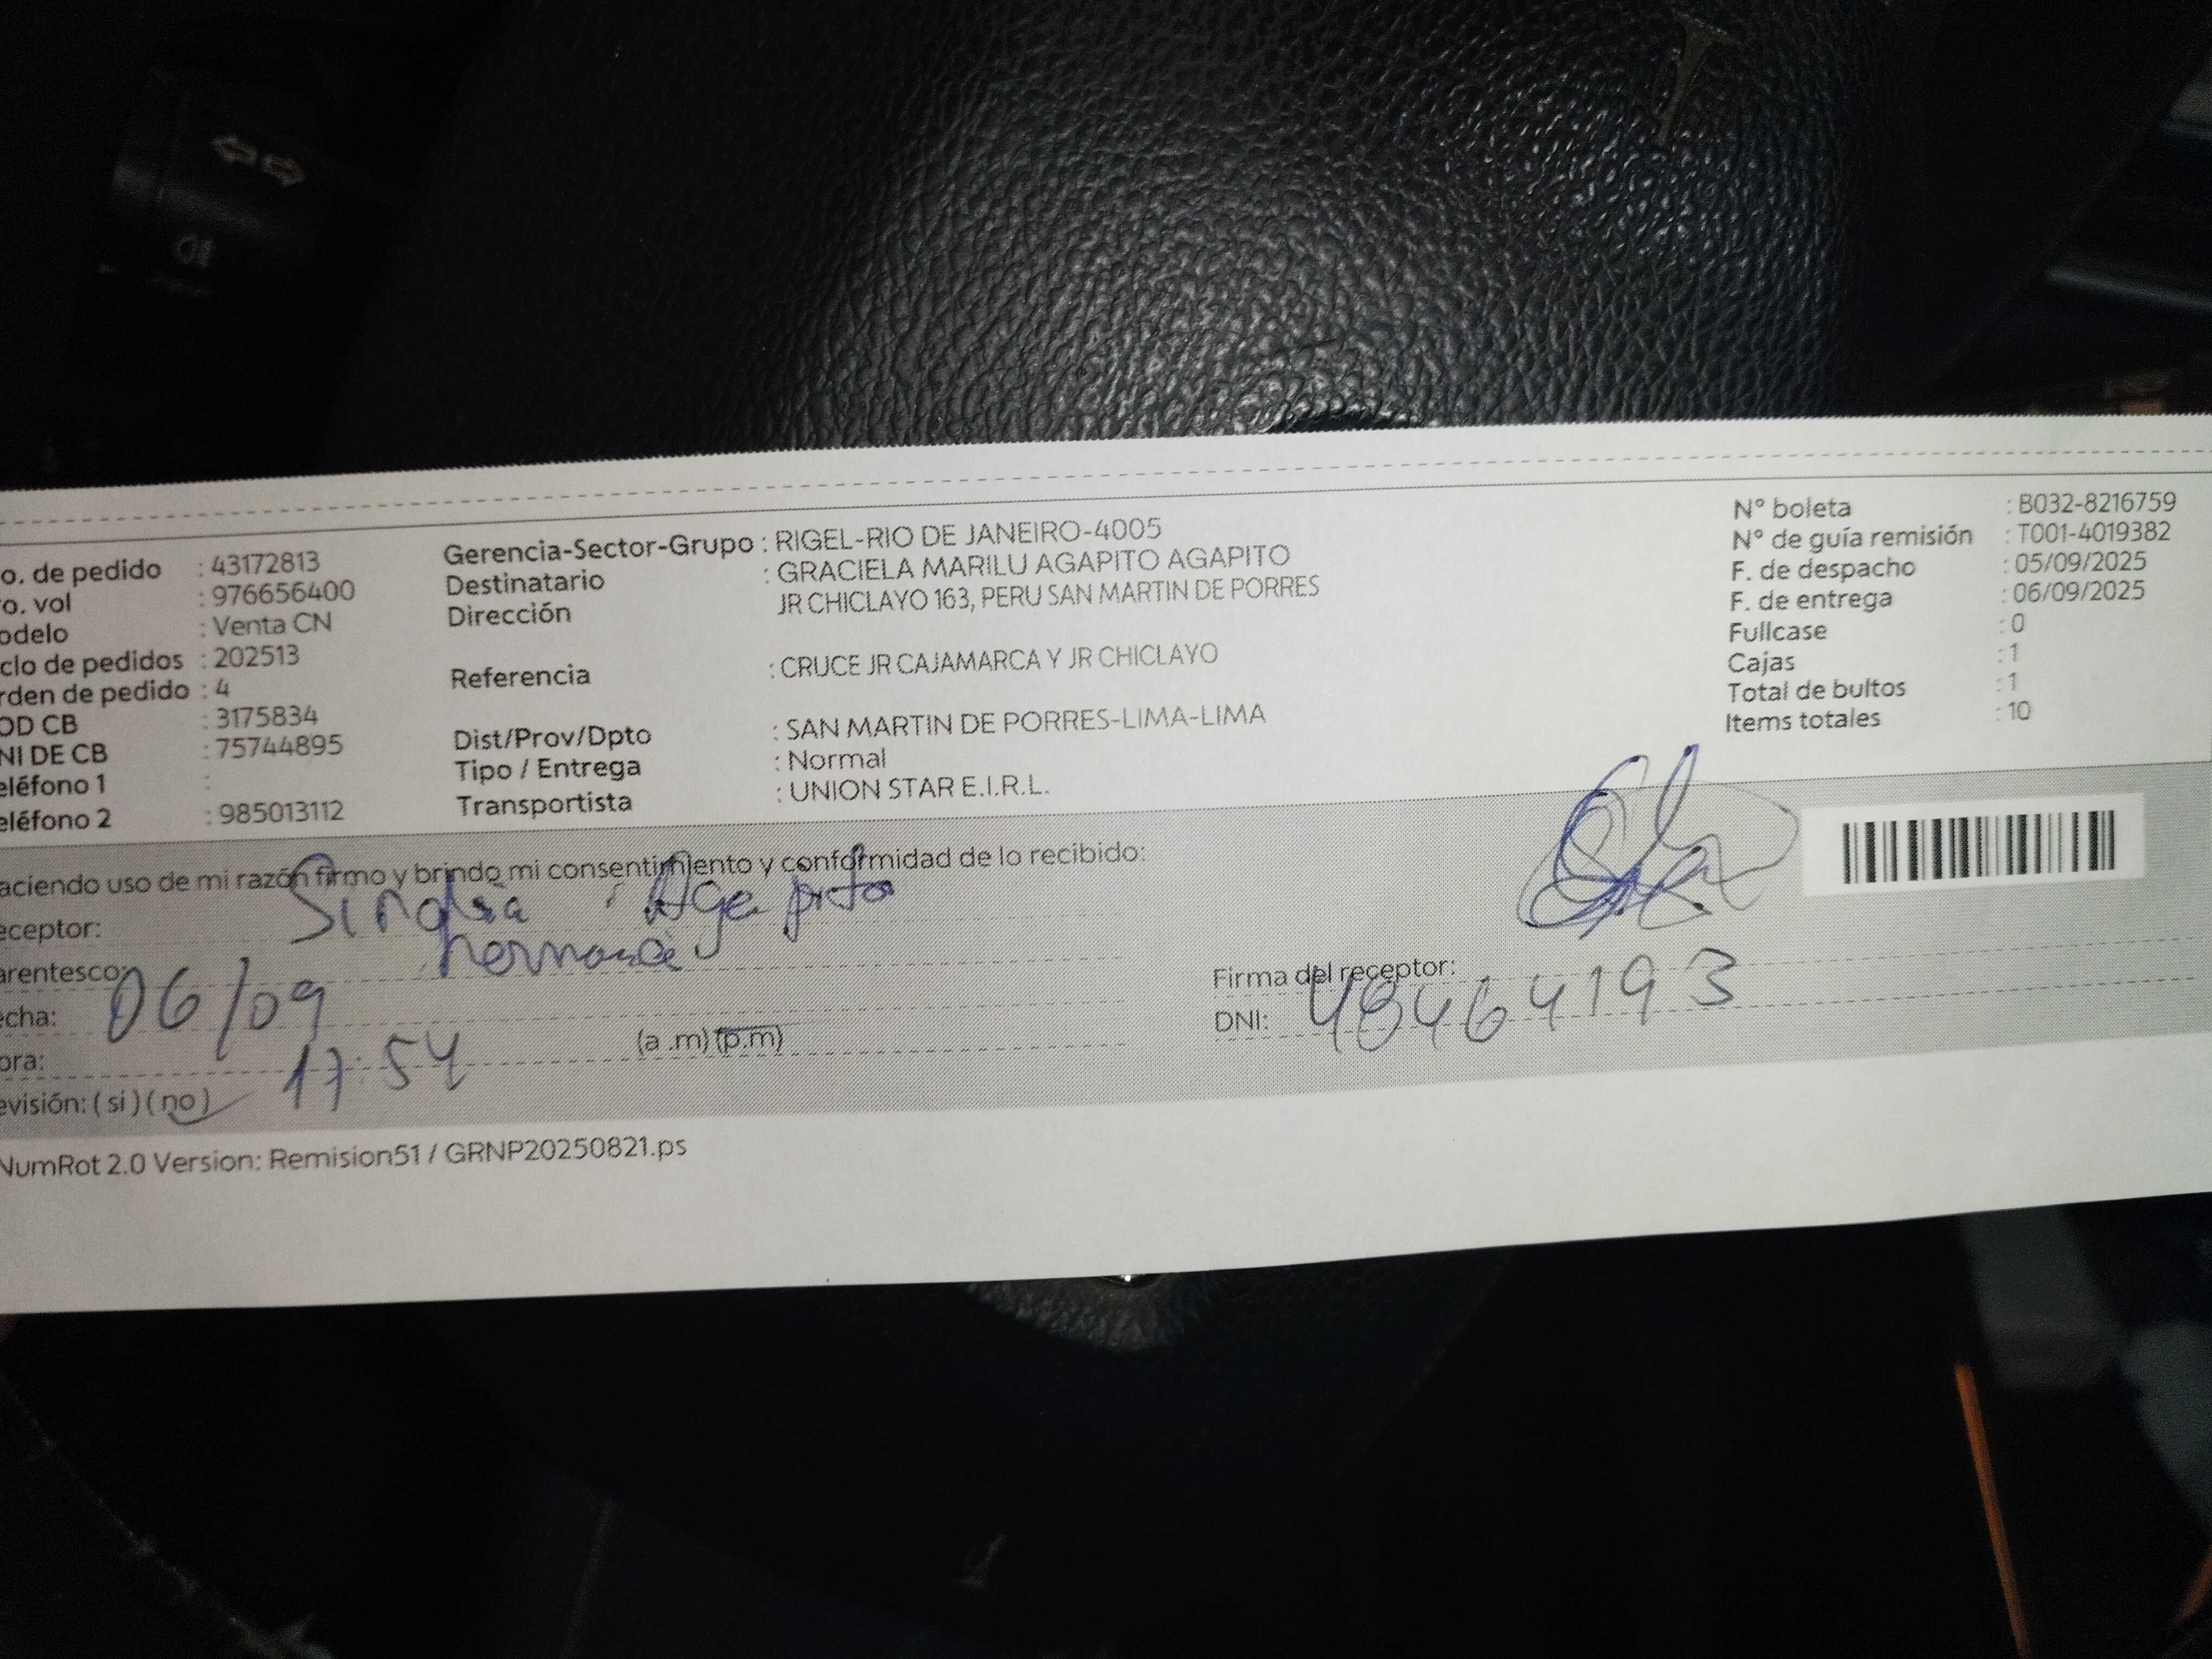 o. de pedido : 43172813
o. vol : 976656400
odelo : Venta CN
clo de pedidos : 202513
rden de pedido : 4
OD CB : 3175834
NI DE CB : 75744895
eléfono 1 :
eléfono 2 : 985013112
Gerencia-Sector-Grupo : RIGEL-RIO DE JANEIRO-4005
Destinatario : GRACIELA MARILU AGAPITO AGAPITO
Dirección JR CHICLAYO 163, PERU SAN MARTIN DE PORRES
Referencia : CRUCE JR CAJAMARCA Y JR CHICLAYO
Dist/Prov/Dpto : SAN MARTIN DE PORRES-LIMA-LIMA
Tipo / Entrega : Normal
Transportista : UNION STAR E.I.R.L.
N° boleta : B032-8216759
N° de guía remisión : T001-4019382
F. de despacho : 05/09/2025
F. de entrega : 06/09/2025
Fullcase : 0
Cajas : 1
Total de bultos : 1
Items totales : 10
aciendo uso de mi razón firmo y brindo mi consentimiento y conformidad de lo recibido:
eceptor: Agapito
arentesco: hermana
echa: 06/09
ora: 17:54 (a .m) (p.m)
evisión: ( si ) ( no )
Firma del receptor:
DNI: 48464193
NumRot 2.0 Version: Remision51 / GRNP20250821.ps